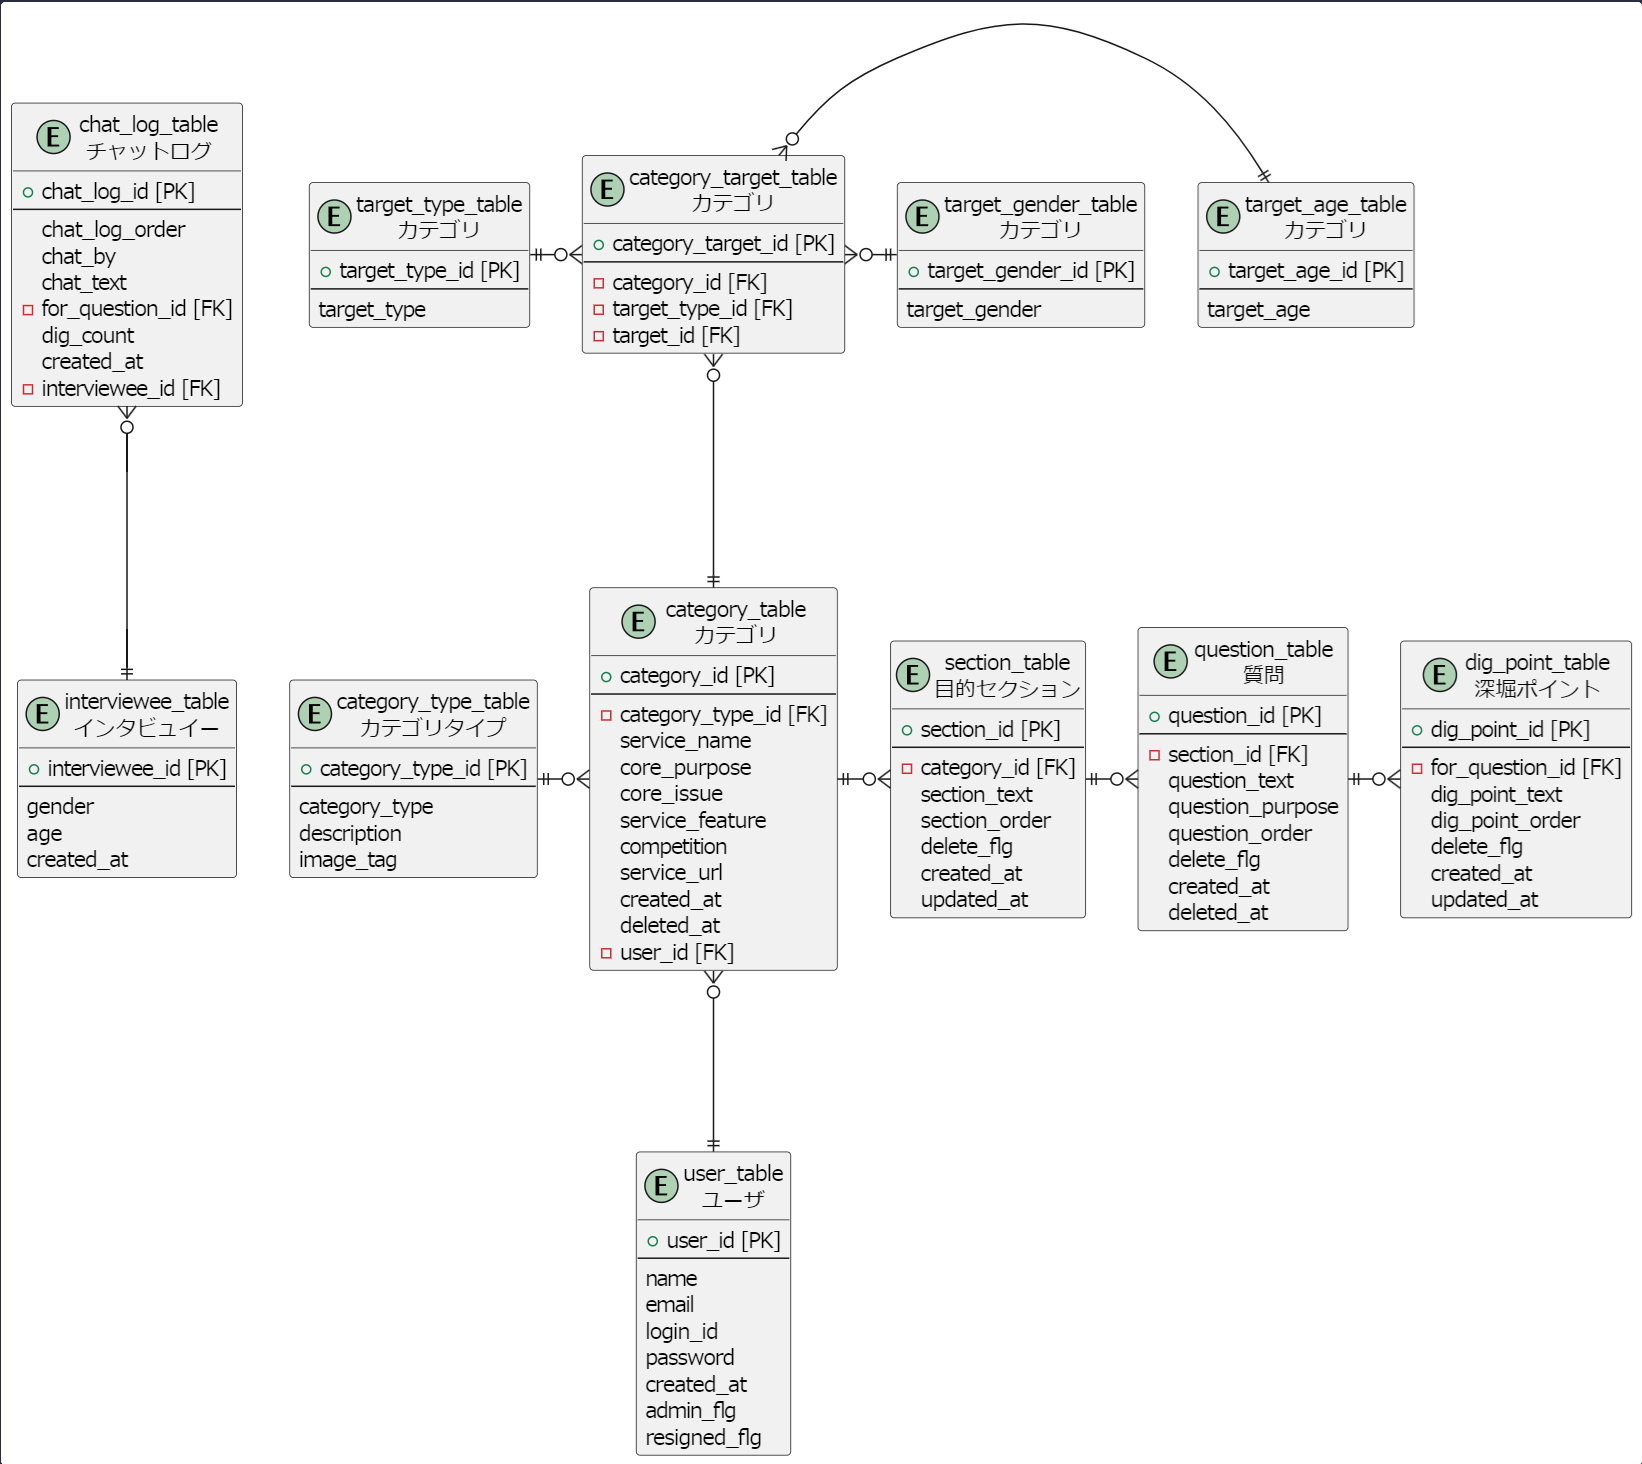 E
chat_log_table
チャットログ
chat_log_id [PK]
chat_log_order
chat_by
chat_text
for_question_id [FK]
dig_count
created_at
interviewee_id [FK]
E
target_type_table
カテゴリ
target_type_id [PK]
target_type
E
category_target_table
カテゴリ
category_target_id [PK]
category_id [FK]
target_type_id [FK]
target_id [FK]
E
target_gender_table
カテゴリ
target_gender_id [PK]
target_gender
E
target_age_table
カテゴリ
target_age_id [PK]
target_age
E
interviewee_table
インタビュイー
interviewee_id [PK]
gender
age
created_at
E
category_type_table
カテゴリタイプ
category_type_id [PK]
category_type
description
image_tag
E
category_table
カテゴリ
category_id [PK]
category_type_id [FK]
service_name
core_purpose
core_issue
service_feature
competition
service_url
created_at
deleted_at
user_id [FK]
E
section_table
目的セクション
section_id [PK]
category_id [FK]
section_text
section_order
delete_flg
created_at
updated_at
E
question_table
質問
question_id [PK]
section_id [FK]
question_text
question_purpose
question_order
delete_flg
created_at
deleted_at
E
dig_point_table
深堀ポイント
dig_point_id [PK]
for_question_id [FK]
dig_point_text
dig_point_order
delete_flg
created_at
updated_at
E
user_table
ユーザ
user_id [PK]
name
email
login_id
password
created_at
admin_flg
resigned_flg